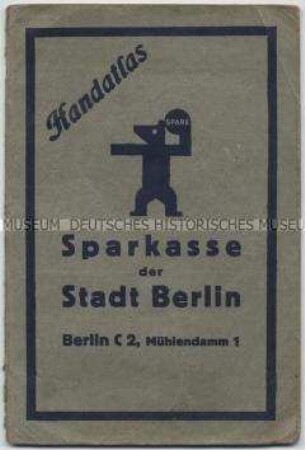 Handatlas
SPARE
MUSEUM DEUTSCHES HISTORISCHES MUSEUM
Sparkasse
der
Stadt Berlin
Berlin C 2, Mühlendamm 1